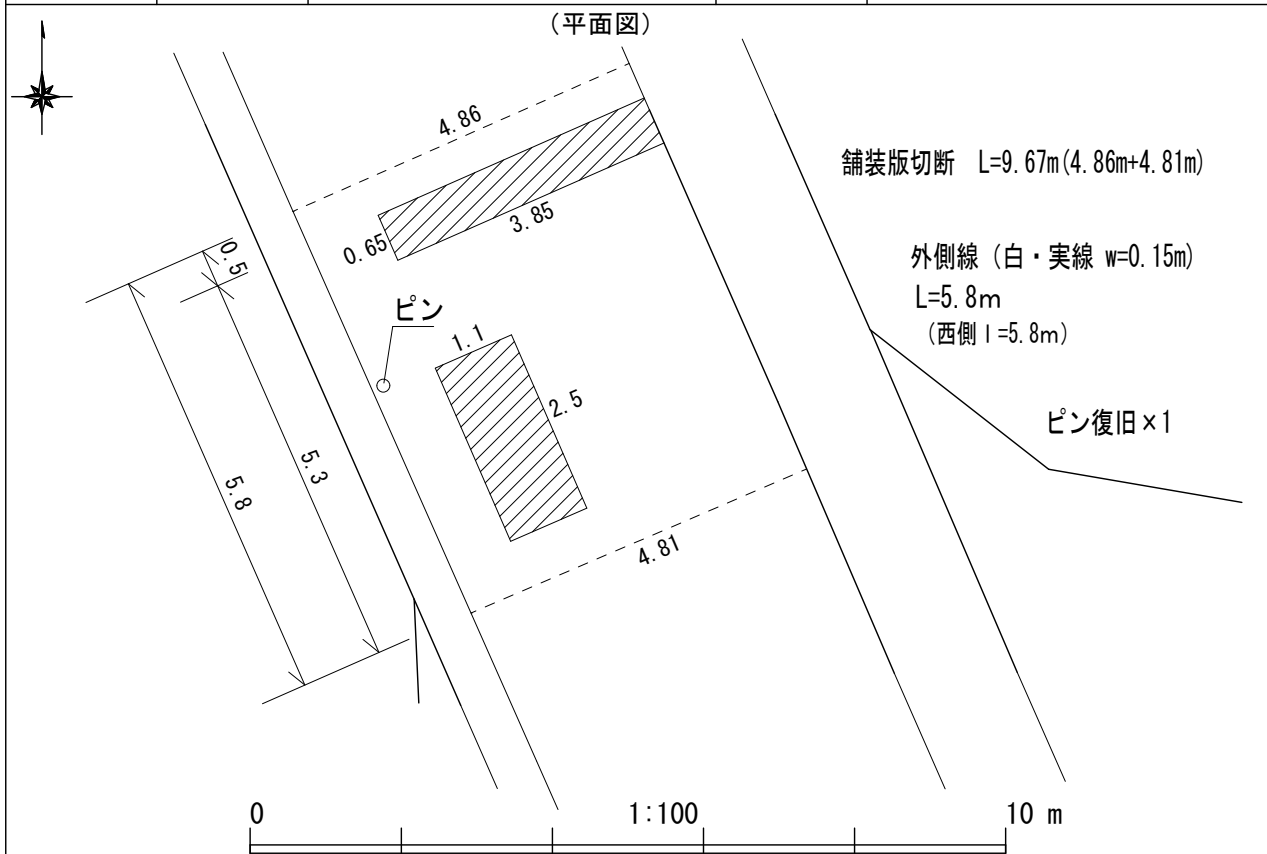 (平面図)
4.86
舗装版切断 L=9.67m(4.86m+4.81m)
3.85
0.65
0.5
外側線 (白・実線 w=0.15m)
L=5.8m
(西側 l=5.8m)
ピン
1.1
2.5
ピン復旧×1
5.3
5.8
4.81
0 1:100 10 m